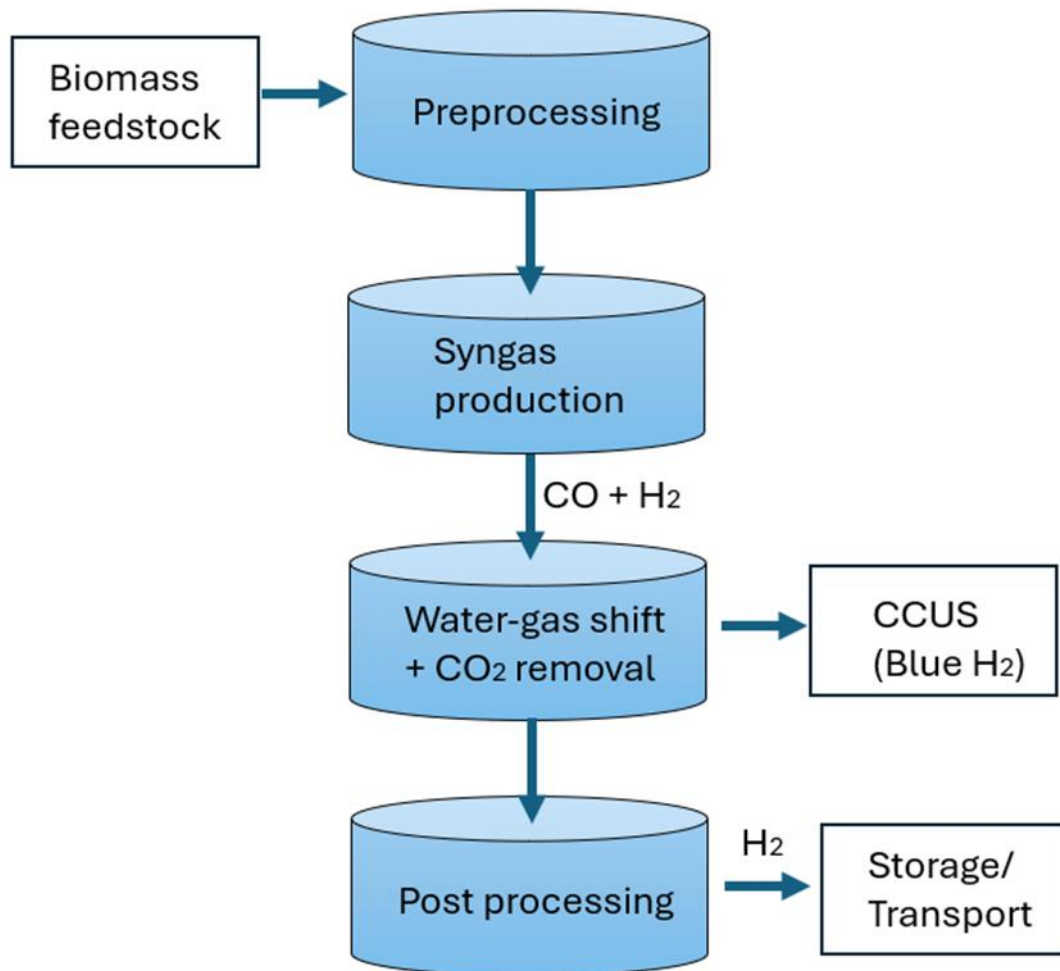 Biomass
feedstock
Preprocessing
Syngas
production
CO + H2
Water-gas shift
+ CO2 removal
CCUS
(Blue H2)
Post processing
H2
Storage/
Transport